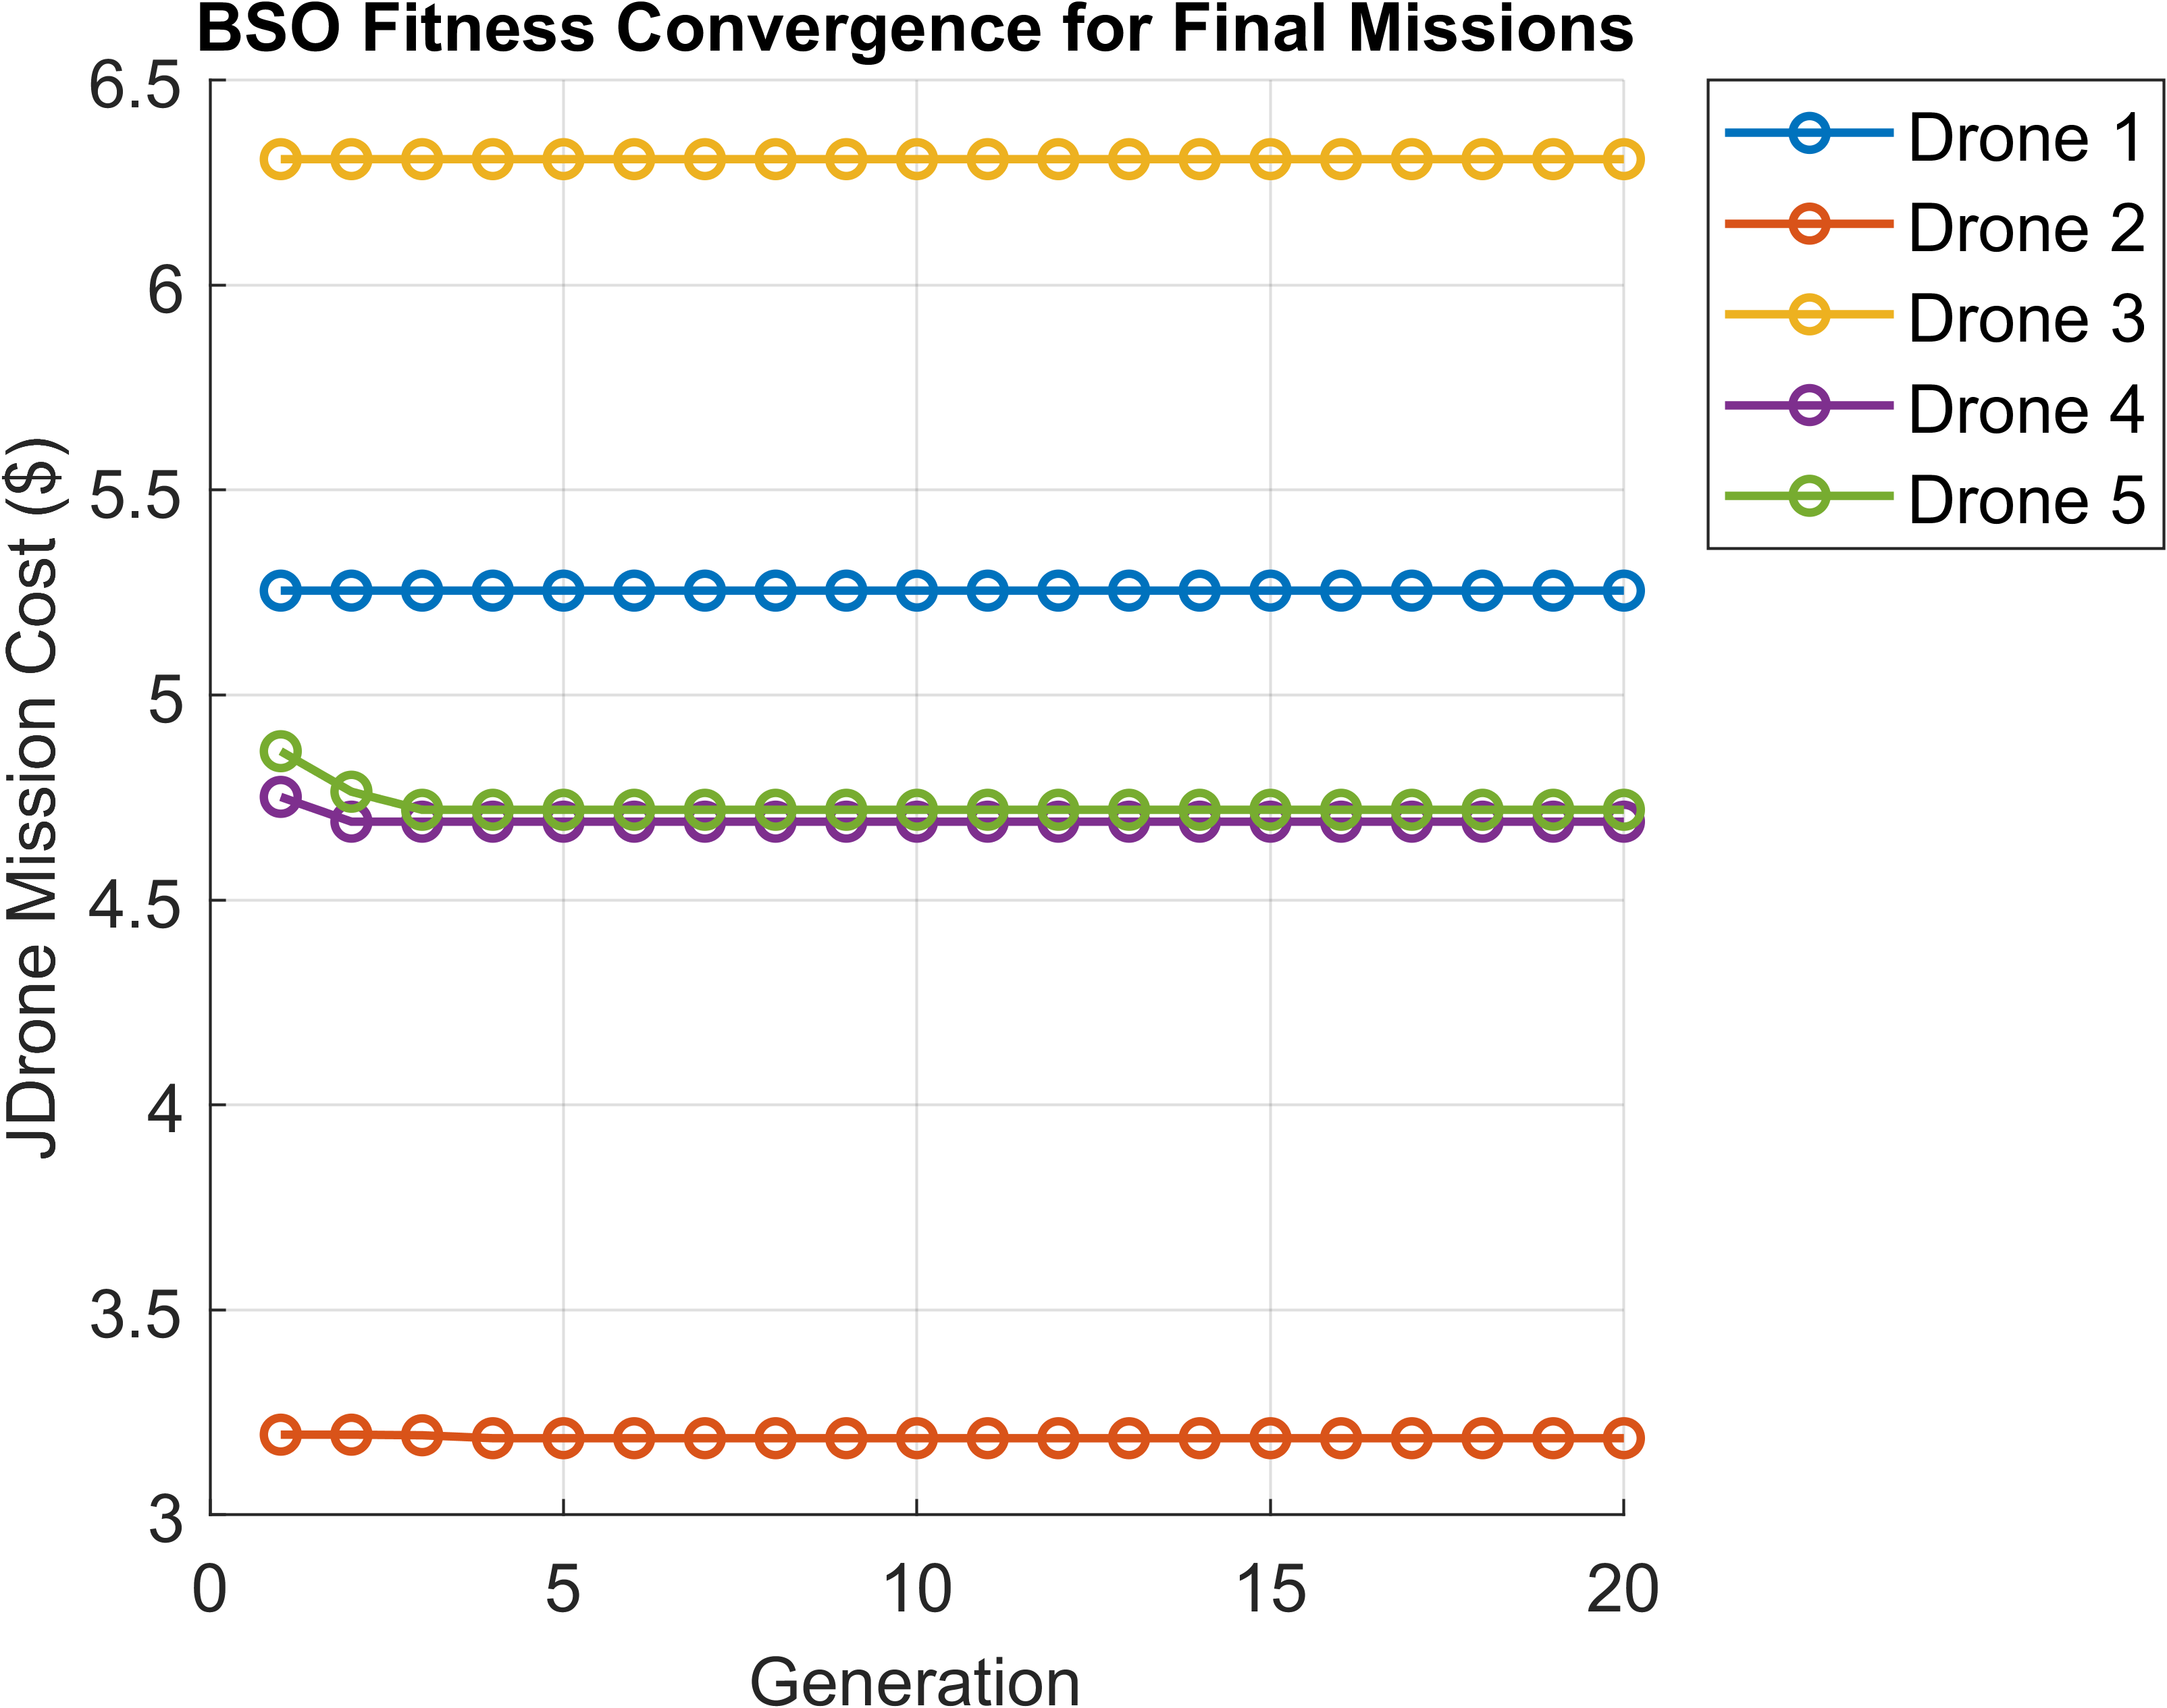 BSO Fitness Convergence for Final Missions
6.5
6
5.5
5
4.5
4
3.5
3
JDrone Mission Cost ($)
0 5 10 15 20
Generation
Drone 1
Drone 2
Drone 3
Drone 4
Drone 5